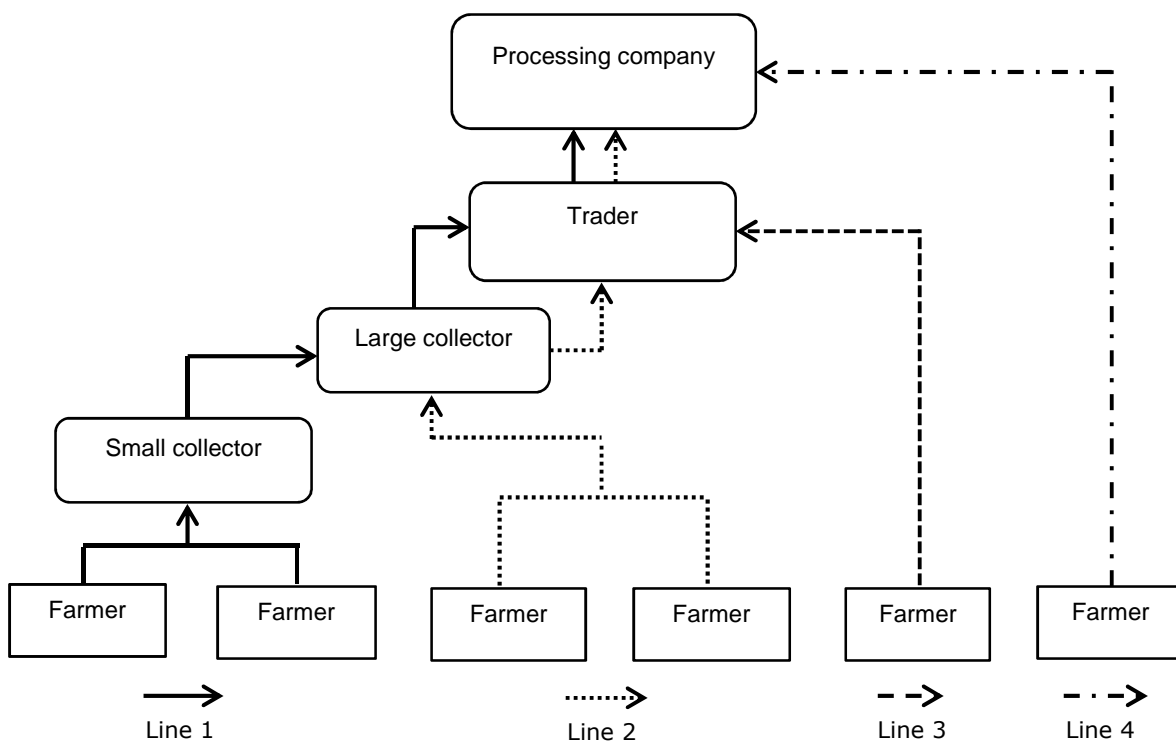 Processing company
Trader
Large collector
Small collector
Farmer
Farmer
Farmer
Farmer
Farmer
Farmer
Line 1
Line 2
Line 3
Line 4